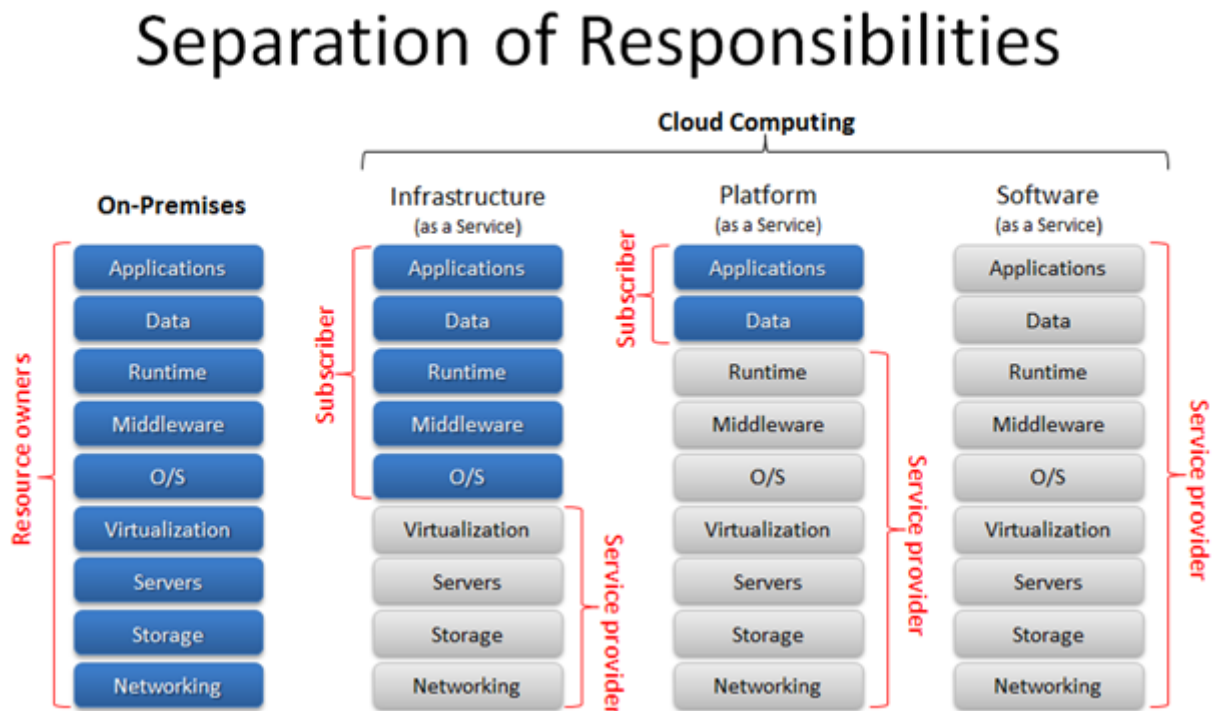 Separation of Responsibilities
Cloud Computing
On-Premises
Resource owners
Applications
Data
Runtime
Middleware
O/S
Virtualization
Servers
Storage
Networking
Infrastructure
(as a Service)
Subscriber
Applications
Data
Runtime
Middleware
O/S
Virtualization
Servers
Storage
Networking
Service provider
Platform
(as a Service)
Subscriber
Applications
Data
Runtime
Middleware
O/S
Virtualization
Servers
Storage
Networking
Service provider
Software
(as a Service)
Applications
Data
Runtime
Middleware
O/S
Virtualization
Servers
Storage
Networking
Service provider